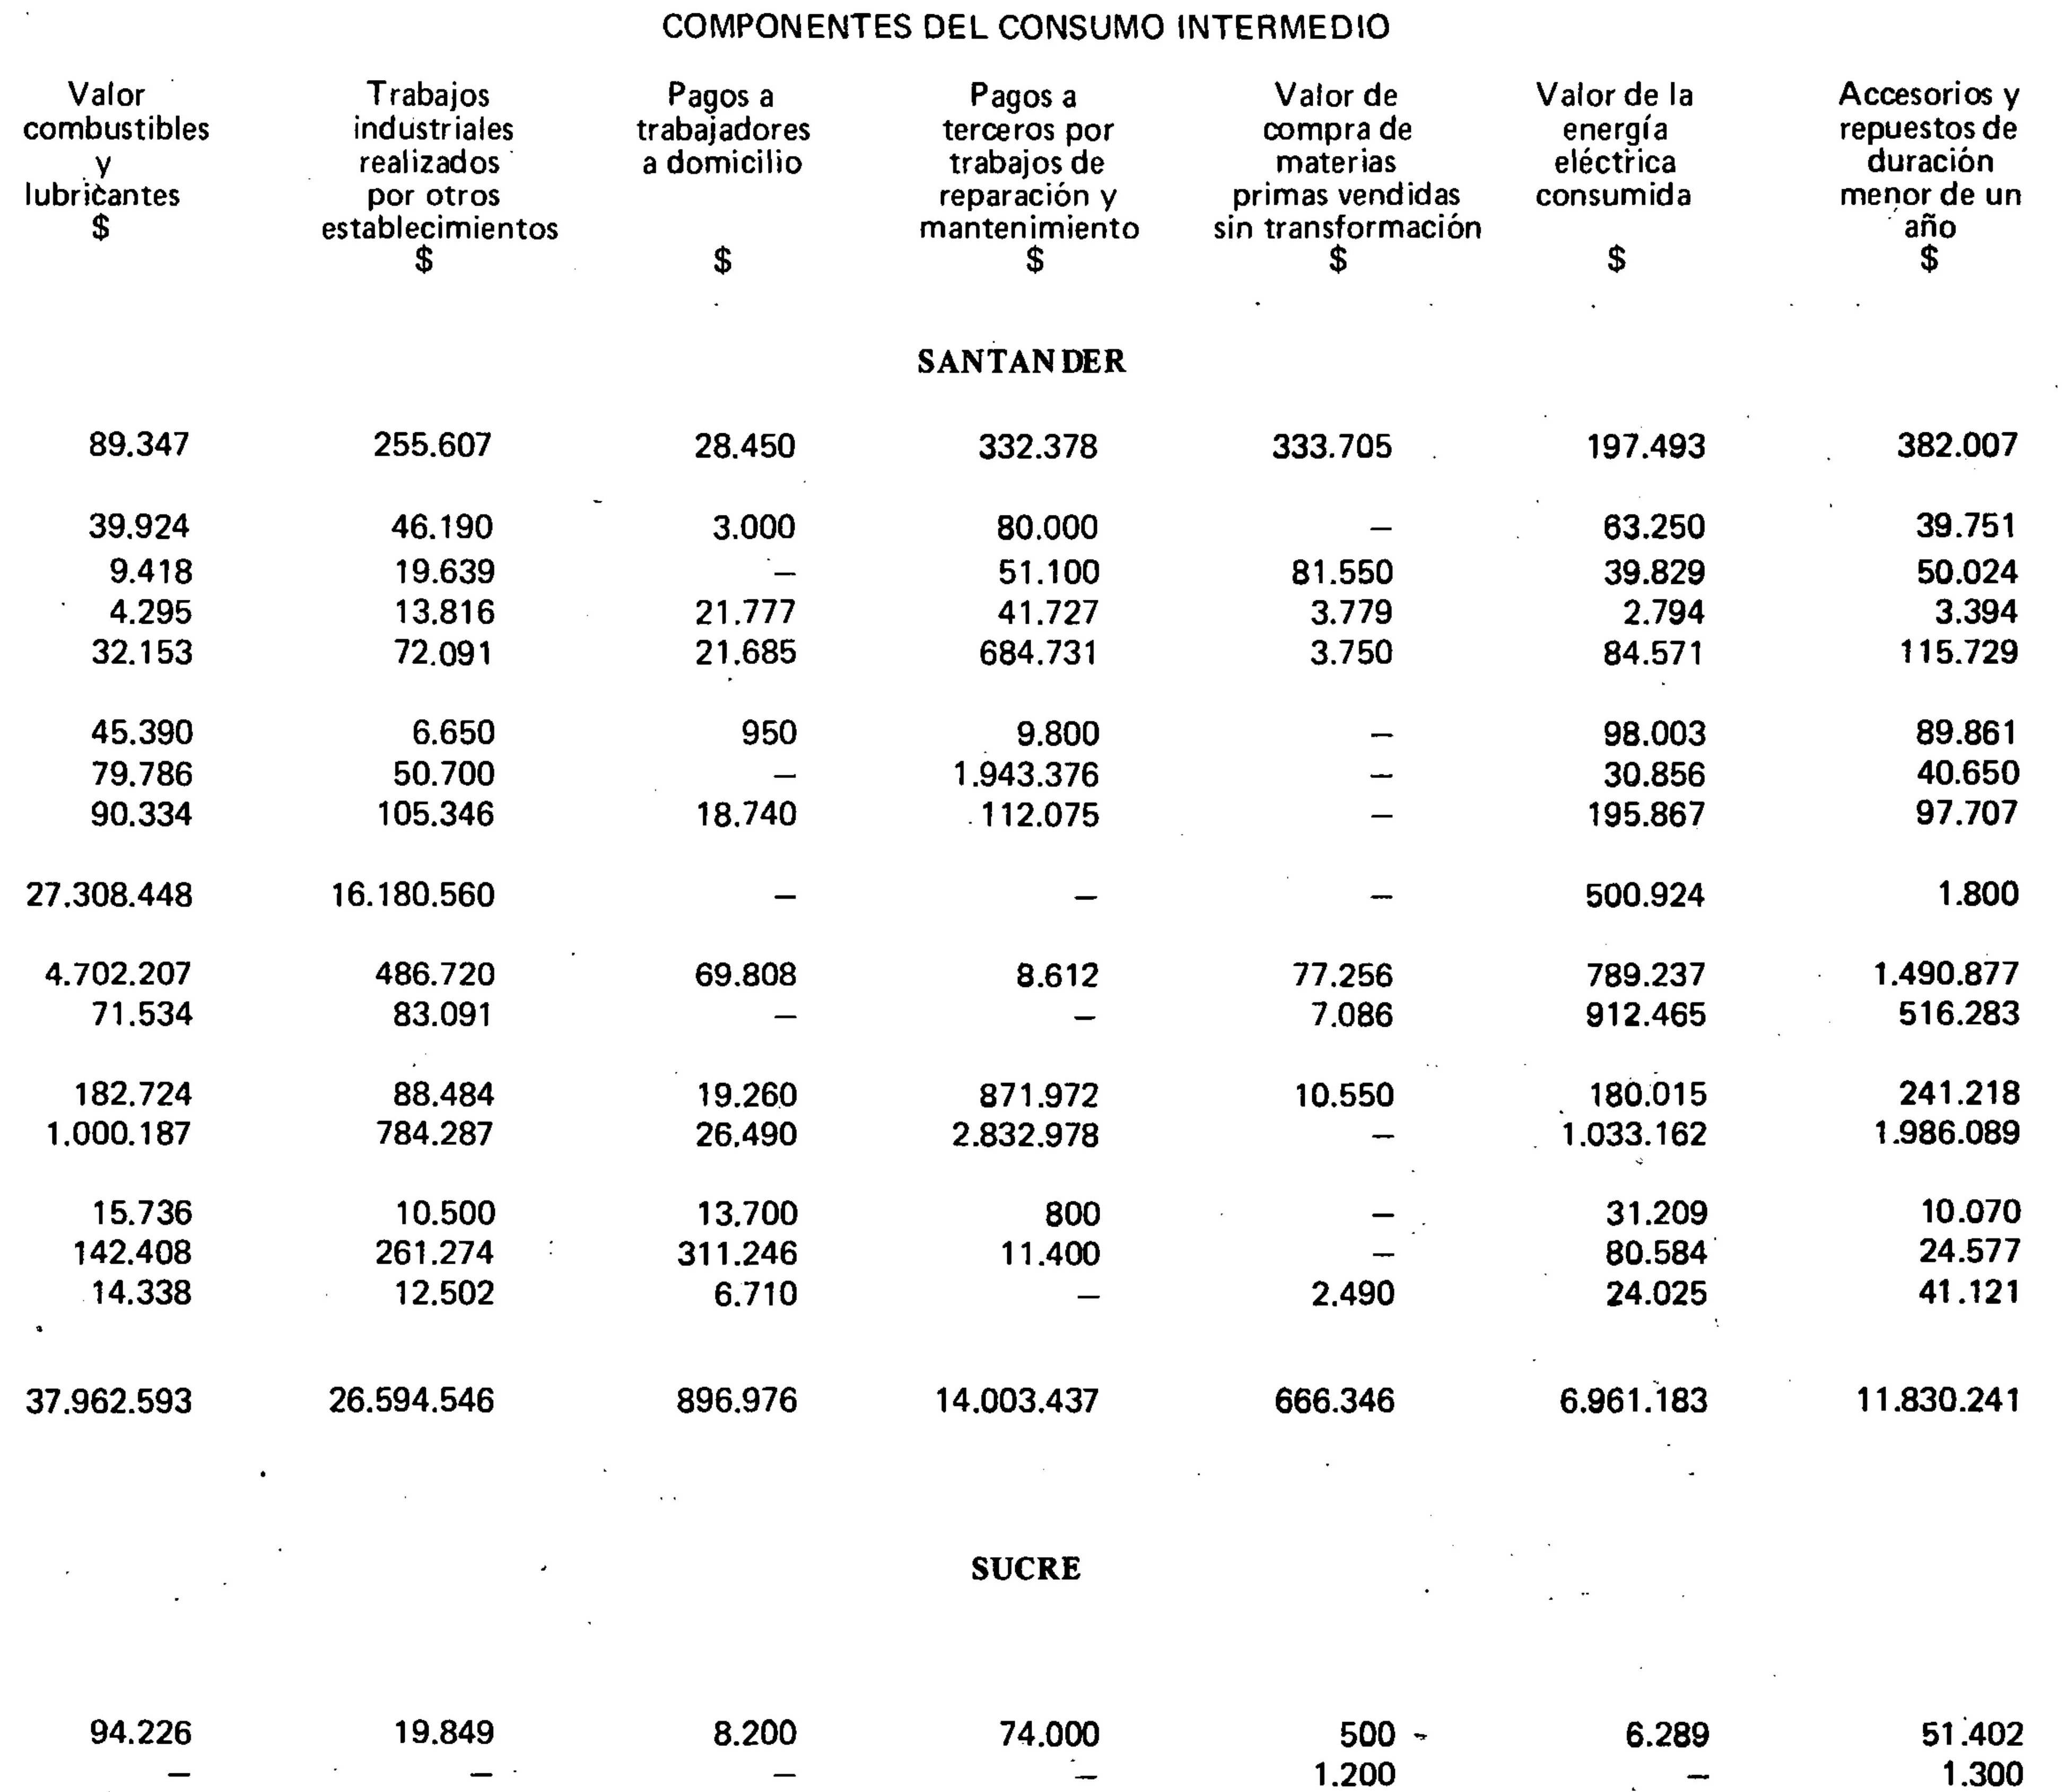 COMPONENTES DEL CONSUMO INTERMEDIO
Valor Trabajos Pagos a Pagos a Valor de Valor de la Accesorios y
combustibles industriales trabajadores terceros por compra de energía repuestos de
y realizados a domicilio trabajos de materias eléctrica duración
lubricantes por otros reparación y primas vendidas consumida menor de un
$ establecimientos mantenimiento sin transformación año
$ $ $ $ $ $
SANTANDER
89.347 255.607 28.450 332.378 333.705 197.493 382.007
39.924 46.190 3.000 80.000 — 63.250 39.751
9.418 19.639 — 51.100 81.550 39.829 50.024
4.295 13.816 21.777 41.727 3.779 2.794 3.394
32.153 72.091 21.685 684.731 3.750 84.571 115.729
45.390 6.650 950 9.800 — 98.003 89.861
79.786 50.700 — 1.943.376 — 30.856 40.650
90.334 105.346 18.740 112.075 — 195.867 97.707
27.308.448 16.180.560 — — — 500.924 1.800
4.702.207 486.720 69.808 8.612 77.256 789.237 1.490.877
71.534 83.091 — — 7.086 912.465 516.283
182.724 88.484 19.260 871.972 10.550 180.015 241.218
1.000.187 784.287 26.490 2.832.978 — 1.033.162 1.986.089
15.736 10.500 13.700 800 — 31.209 10.070
142.408 261.274 311.246 11.400 — 80.584 24.577
14.338 12.502 6.710 — 2.490 24.025 41.121
37.962.593 26.594.546 896.976 14.003.437 666.346 6.961.183 11.830.241
SUCRE
94.226 19.849 8.200 74.000 500 6.289 51.402
— — — — 1.200 — 1.300